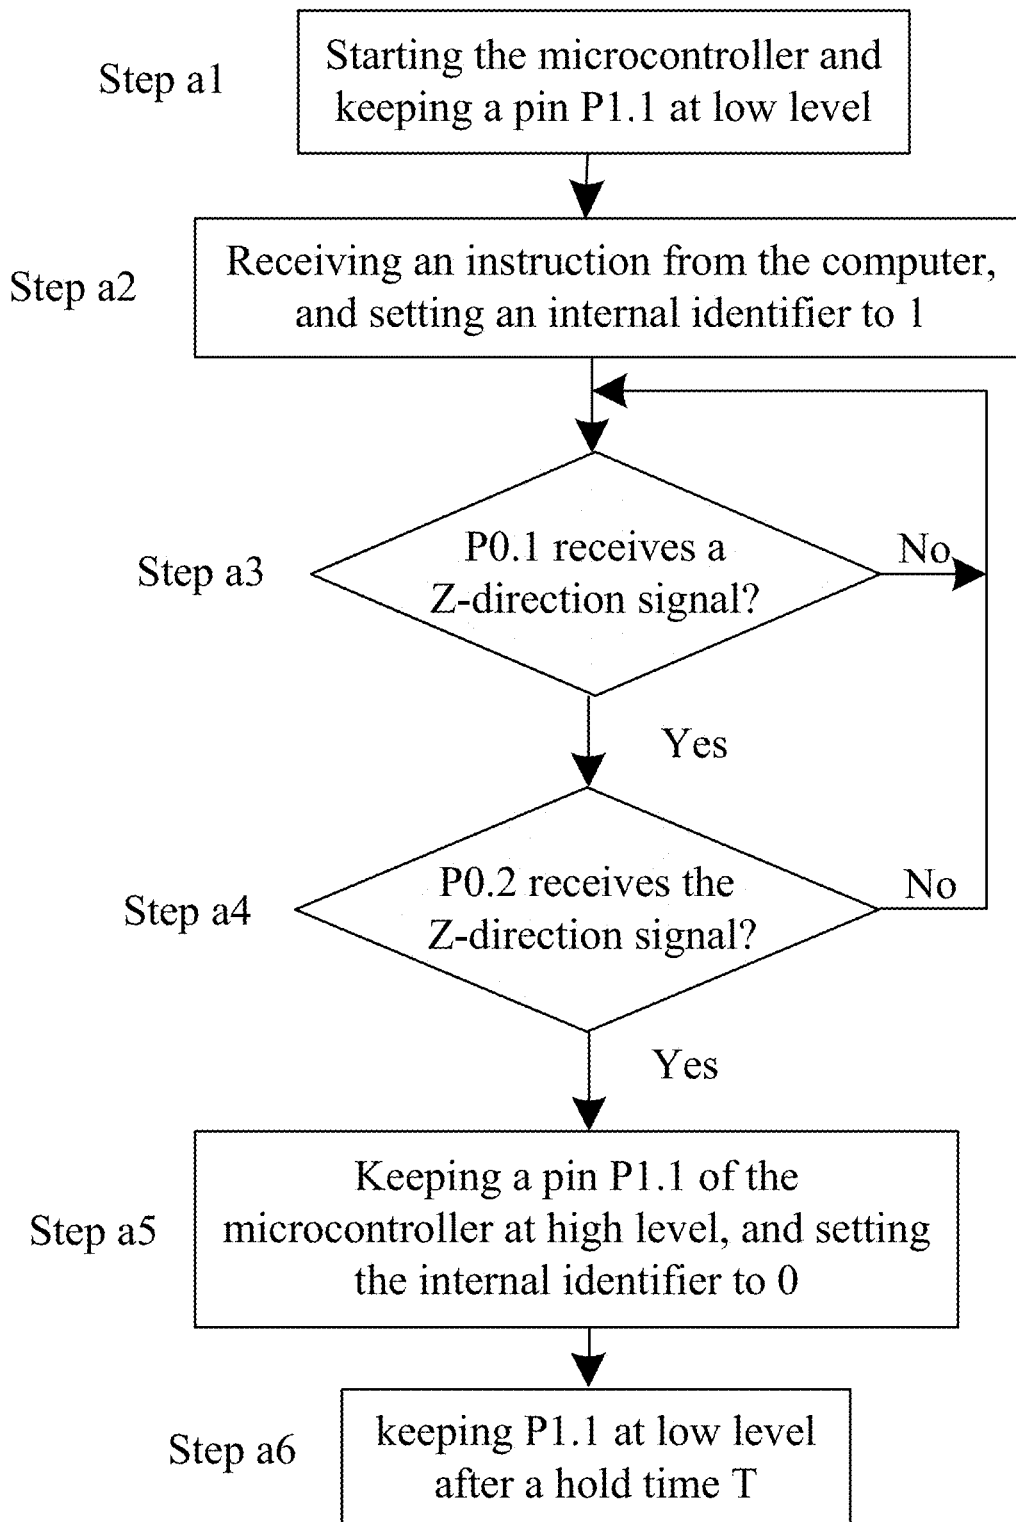 Step a1
Starting the microcontroller and
keeping a pin P1.1 at low level
Step a2
Receiving an instruction from the computer,
and setting an internal identifier to 1
Step a3
P0.1 receives a
Z-direction signal?
No
Yes
Step a4
P0.2 receives the
Z-direction signal?
No
Yes
Step a5
Keeping a pin P1.1 of the
microcontroller at high level, and setting
the internal identifier to 0
Step a6
keeping P1.1 at low level
after a hold time T